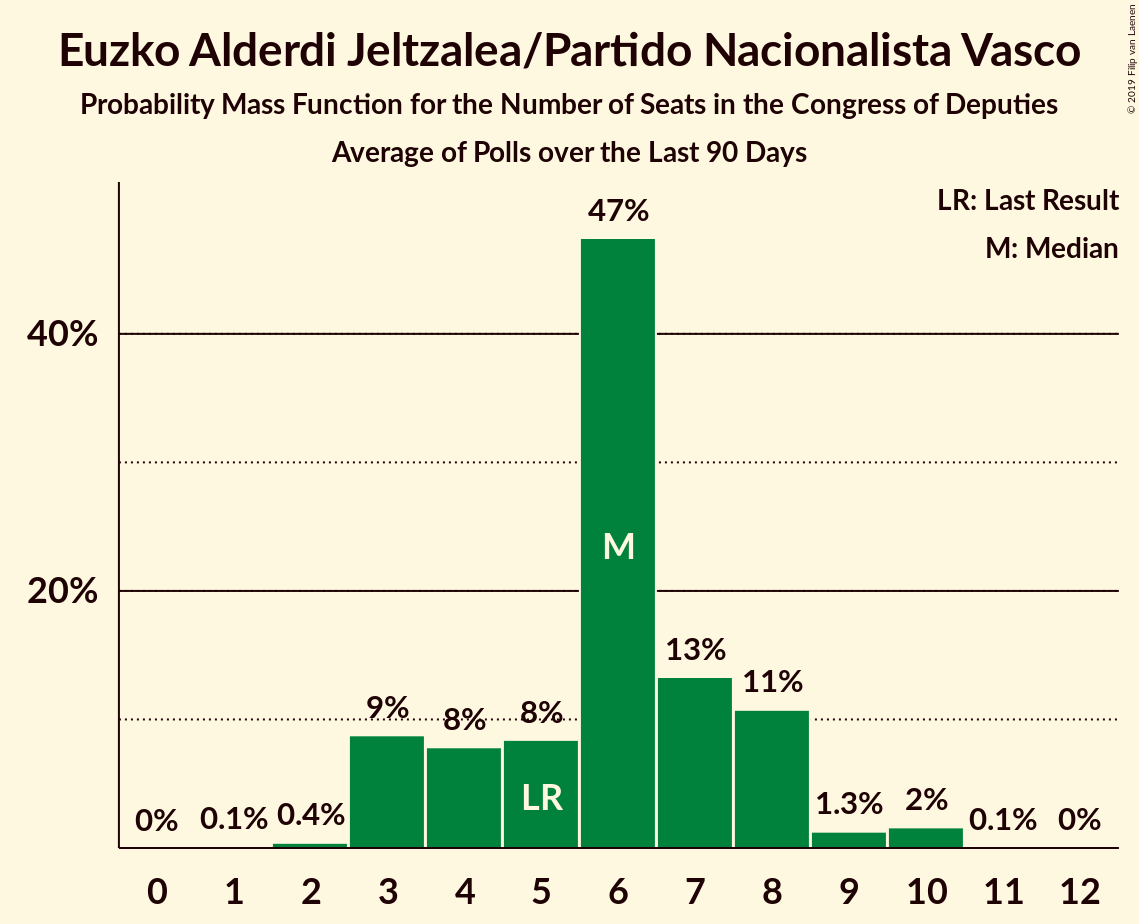 Euzko Alderdi Jeltzalea/Partido Nacionalista Vasco
Probability Mass Function for the Number of Seats in the Congress of Deputies
Average of Polls over the Last 90 Days
© 2019 Filip van Laenen
LR: Last Result
M: Median
40%
20%
0%
0.1%
0.4%
9%
8%
8%
47%
13%
11%
1.3%
2%
0.1%
0%
M
LR
0 1 2 3 4 5 6 7 8 9 10 11 12